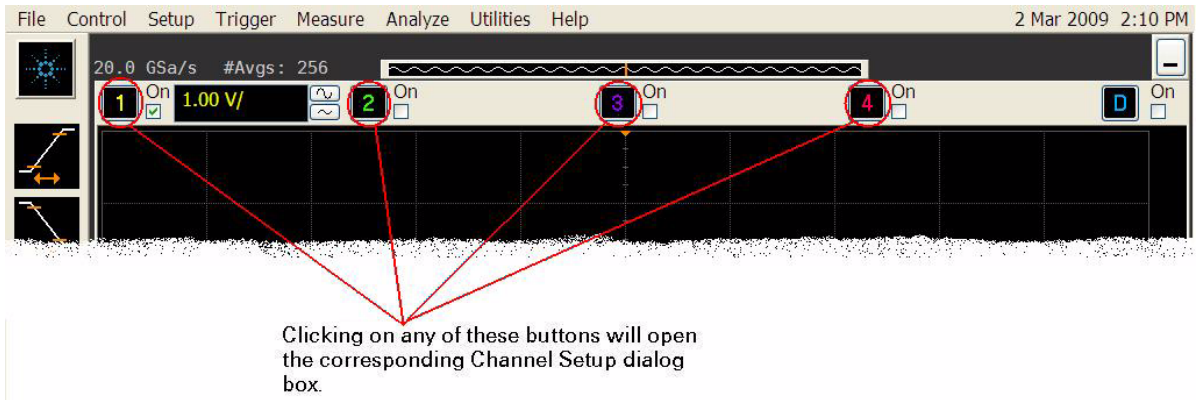 File Control Setup Trigger Measure Analyze Utilities Help 2 Mar 2009 2:10 PM
20.0 GSa/s #Avgs: 256
1 On 1.00 V/ 2 On 3 On 4 On D On
Clicking on any of these buttons will open
the corresponding Channel Setup dialog
box.